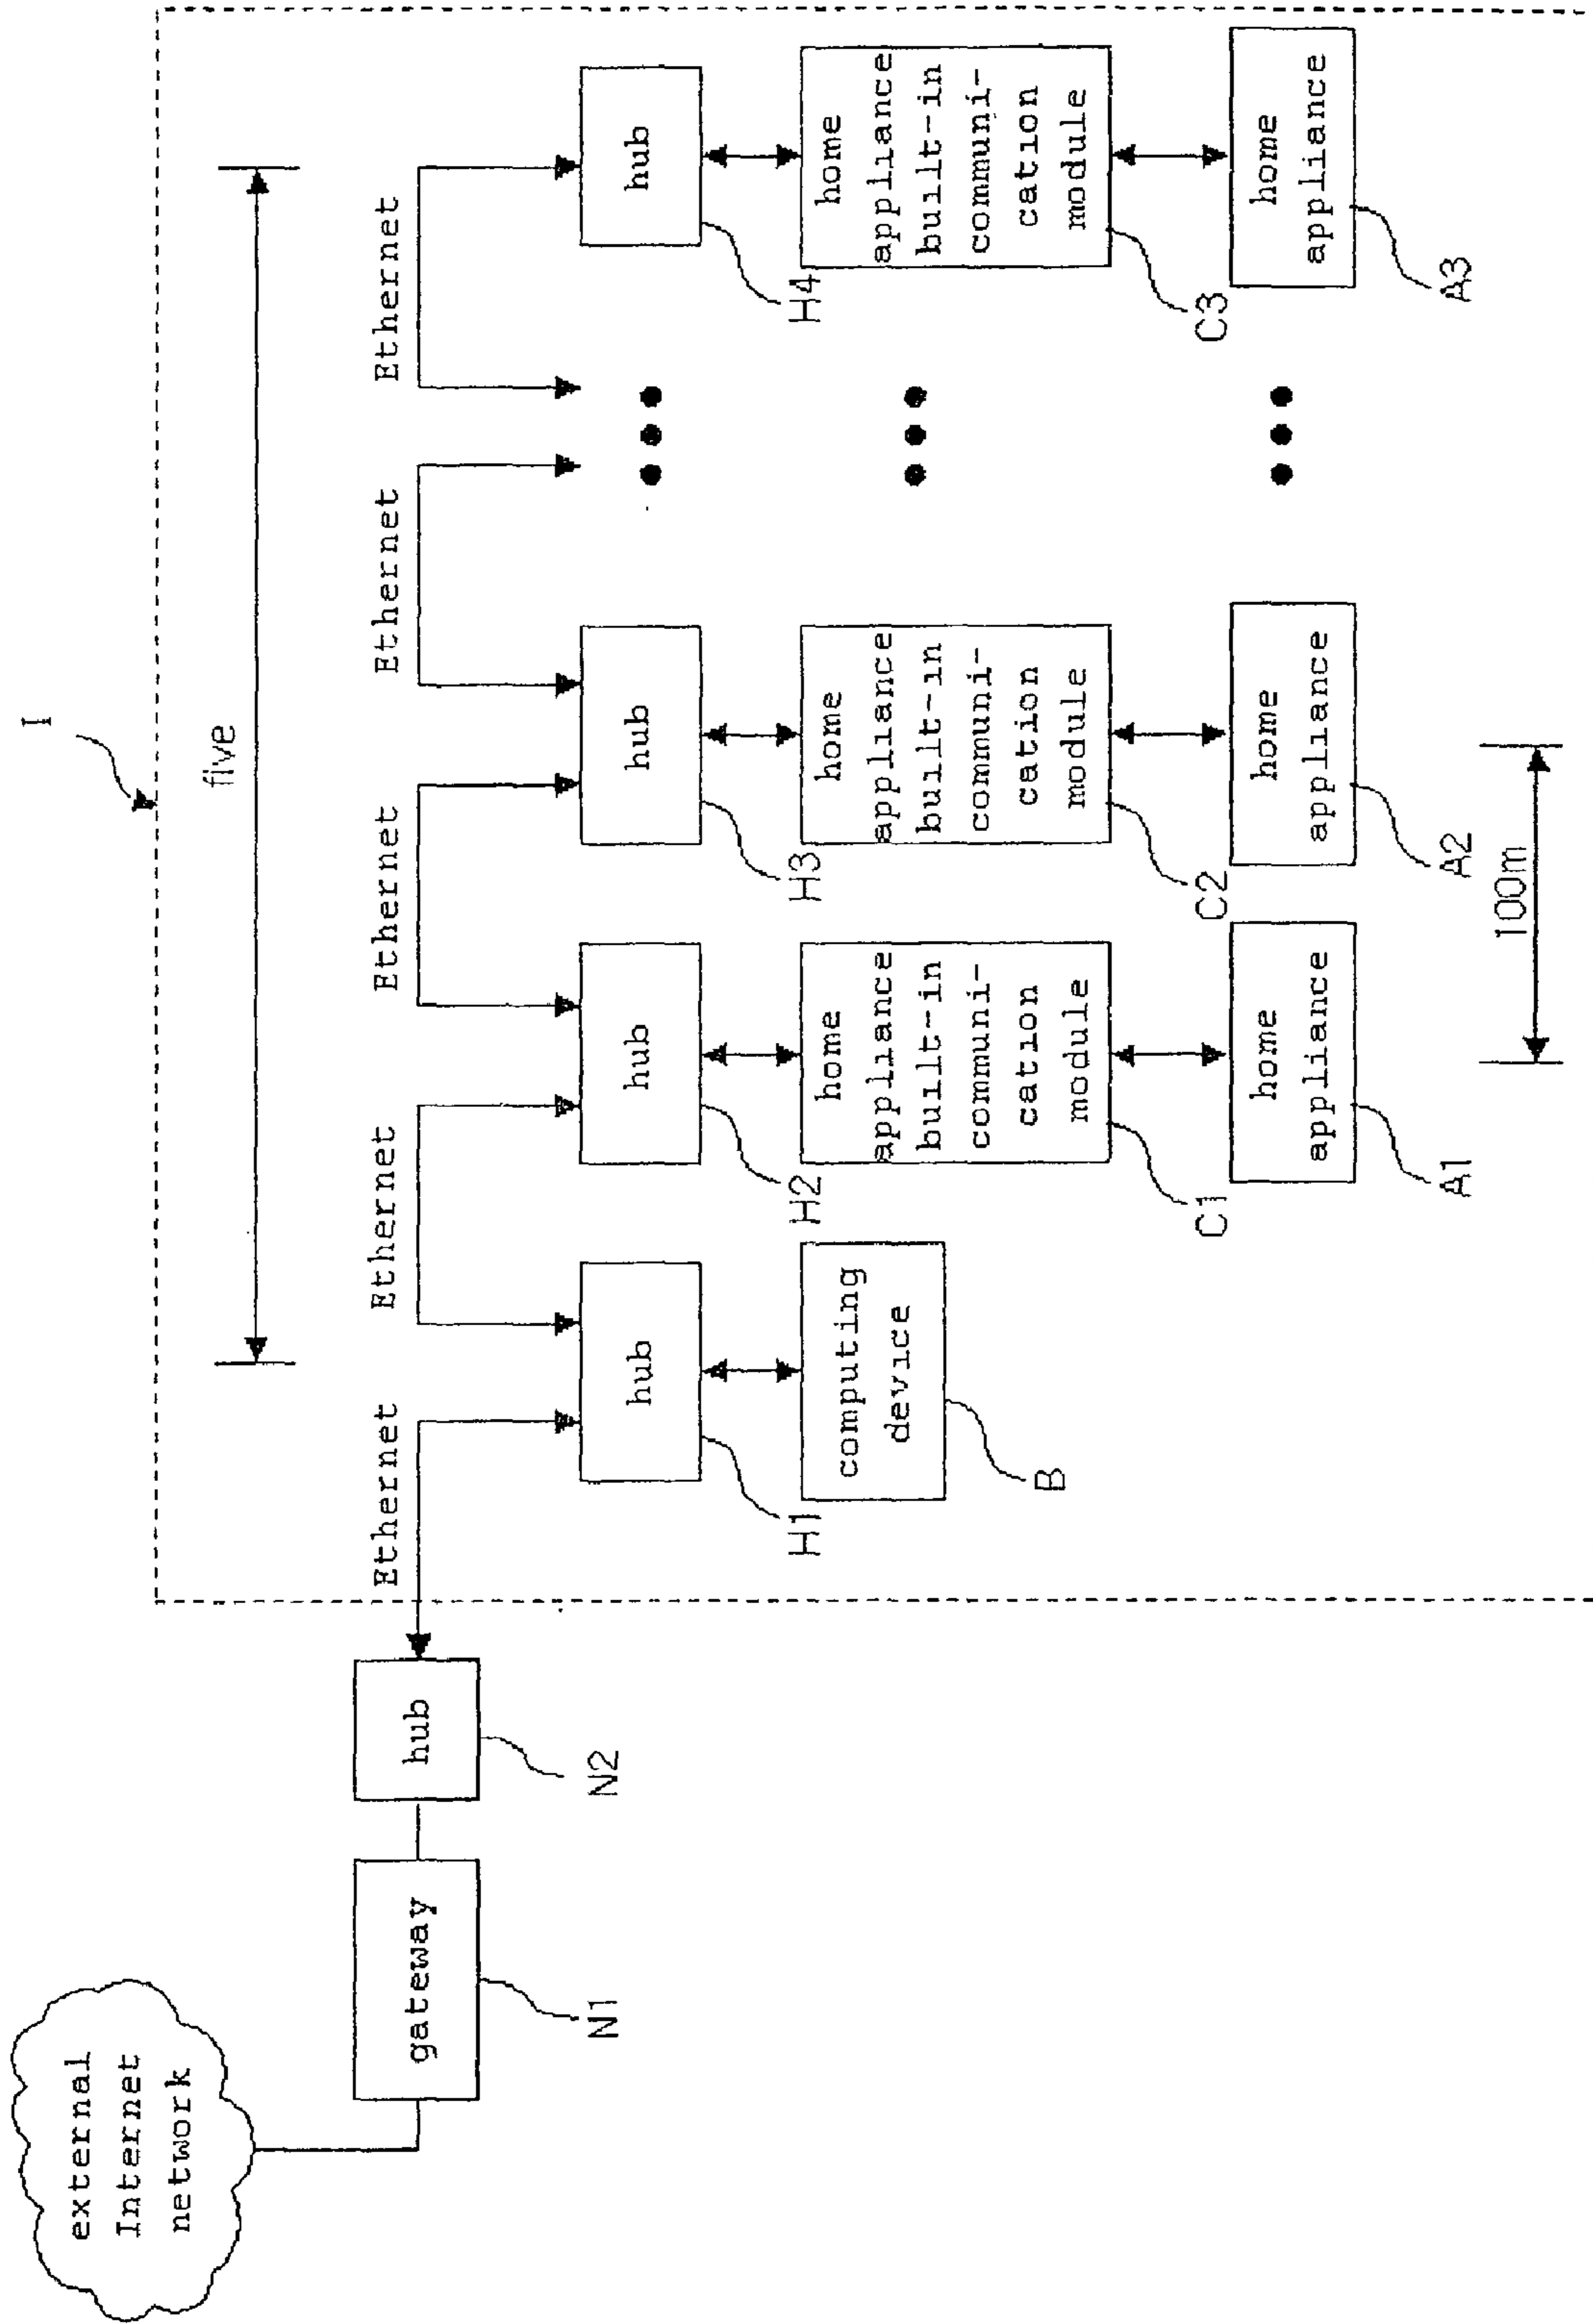 I
five
external
Internet
network
gateway
N1
hub
N2
Ethernet
Ethernet
Ethernet
Ethernet
Ethernet
hub
H1
hub
H2
hub
H3
hub
H4
computing
device
B
home
appliance
built-in
communi-
cation
module
C1
home
appliance
built-in
communi-
cation
module
C2
home
appliance
built-in
communi-
cation
module
C3
home
appliance
A1
home
appliance
A2
home
appliance
A3
100m